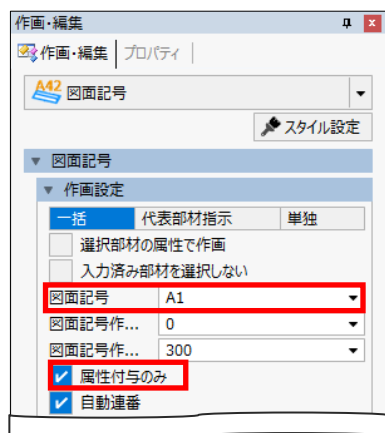 作画・編集
作画・編集 プロパティ
A42 図面記号
スタイル設定
図面記号
作画設定
一括 代表部材指示 単独
選択部材の属性で作画
入力済み部材を選択しない
図面記号 A1
図面記号作... 0
図面記号作... 300
属性付与のみ
自動連番